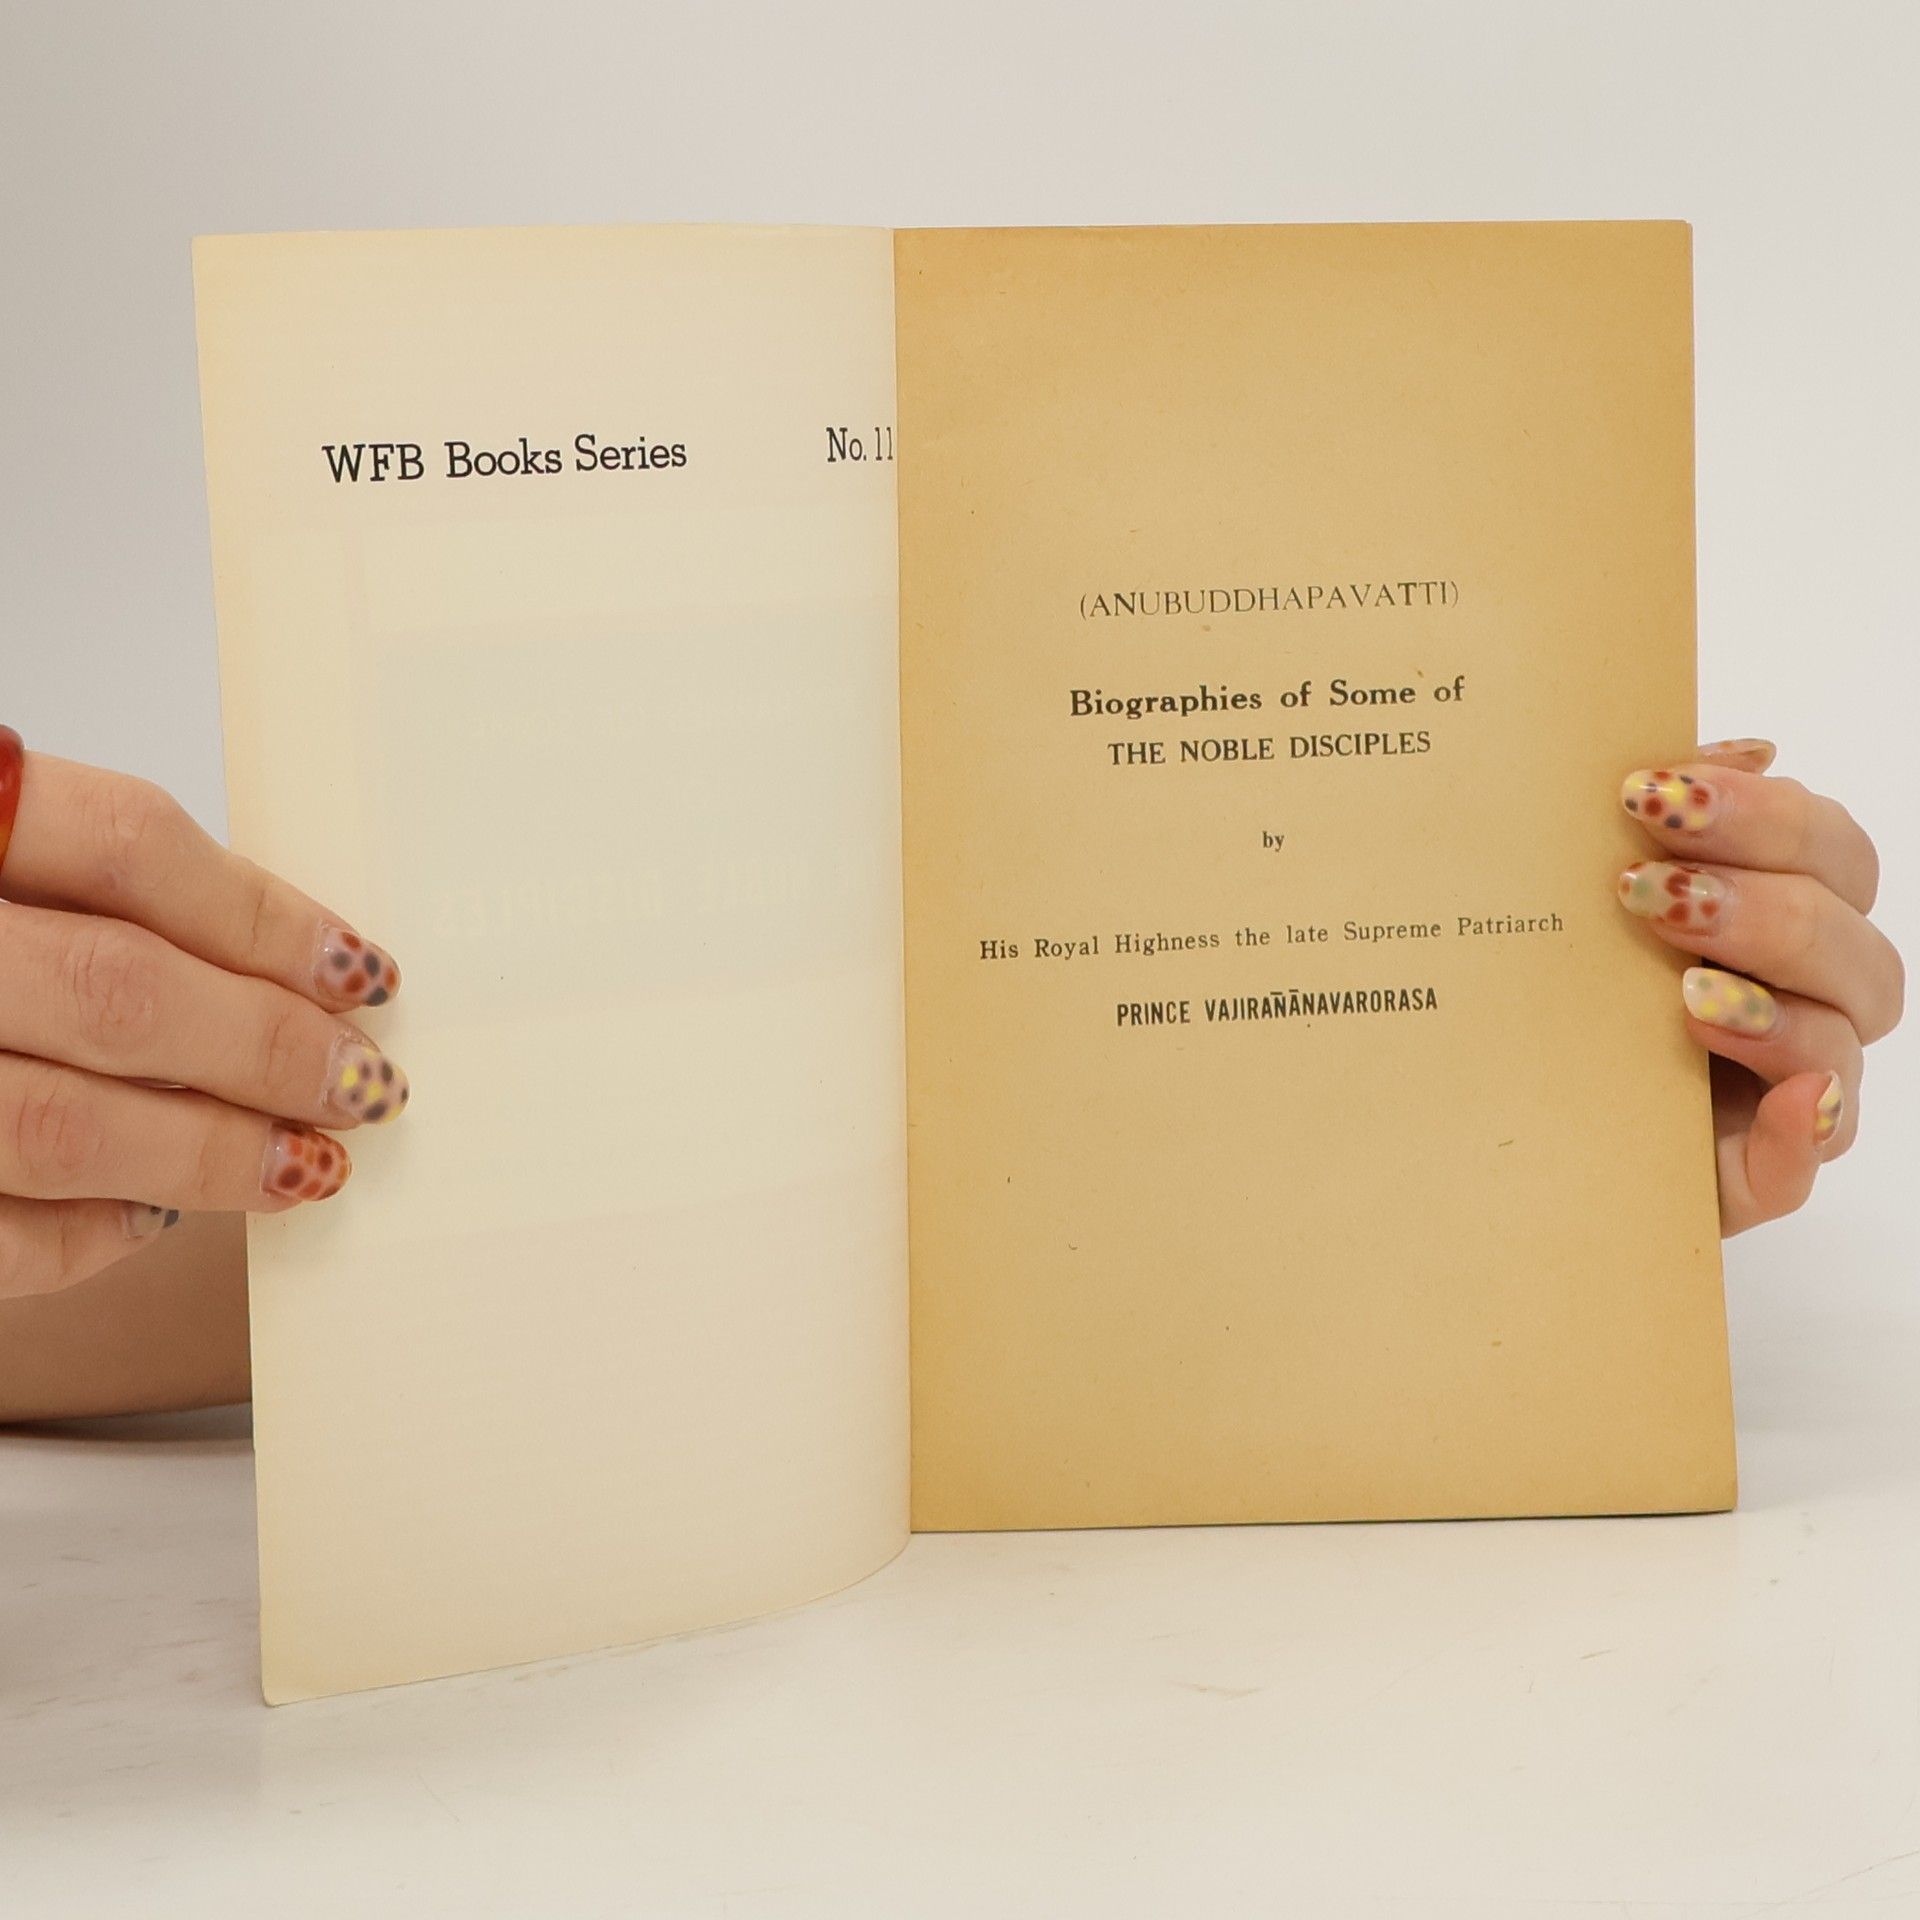 WFB Books Series No. 11
(ANUBUDDHAPAVATTI)
Biographies of Some of
THE NOBLE DISCIPLES
by
His Royal Highness the late Supreme Patriarch
PRINCE VAJIRAÑĀNAVARORASA